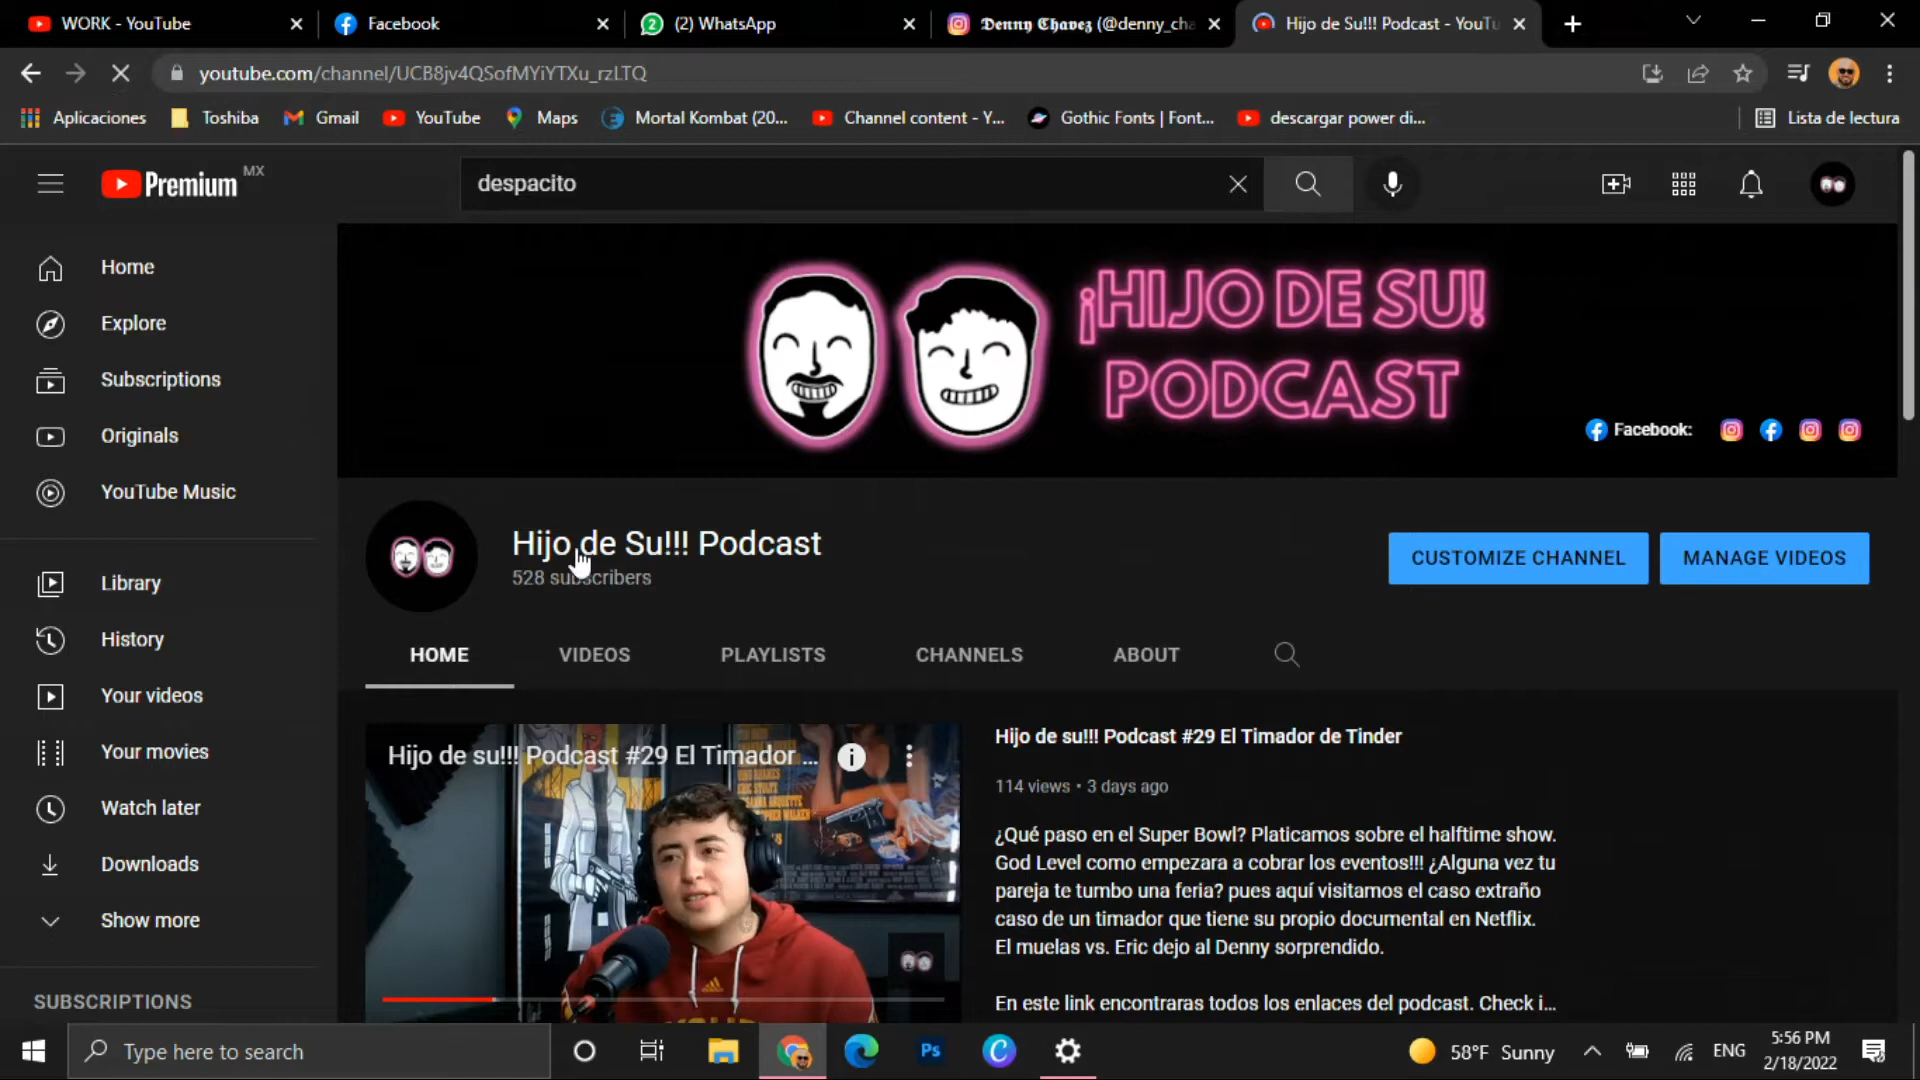 WORK - YouTube
Facebook
(2) WhatsApp
𝕯𝖊𝖓𝖓𝖞 𝕮𝖍𝖆𝖛𝖊𝖟 (@denny_cha
Hijo de Su!!! Podcast - YouTu
youtube.com/channel/UCB8jv4QSofMYiYTXu_rzLTQ
Aplicaciones
Toshiba
Gmail
YouTube
Maps
Mortal Kombat (20...
Channel content - Y...
Gothic Fonts | Font...
descargar power di...
Lista de lectura
Premium MX
despacito
Home
Explore
Subscriptions
Originals
YouTube Music
Library
History
Your videos
Your movies
Watch later
Downloads
Show more
SUBSCRIPTIONS
¡HIJO DE SU!
PODCAST
Facebook:
Hijo de Su!!! Podcast
528 subscribers
CUSTOMIZE CHANNEL
MANAGE VIDEOS
HOME
VIDEOS
PLAYLISTS
CHANNELS
ABOUT
Hijo de su!!! Podcast #29 El Timador ...
Hijo de su!!! Podcast #29 El Timador de Tinder
114 views • 3 days ago
¿Qué paso en el Super Bowl? Platicamos sobre el halftime show.
God Level como empezara a cobrar los eventos!!! ¿Alguna vez tu
pareja te tumbo una feria? pues aquí visitamos el caso extraño
caso de un timador que tiene su propio documental en Netflix.
El muelas vs. Eric dejo al Denny sorprendido.
En este link encontraras todos los enlaces del podcast. Check i...
Type here to search
Ps
58°F Sunny
ENG
5:56 PM
2/18/2022